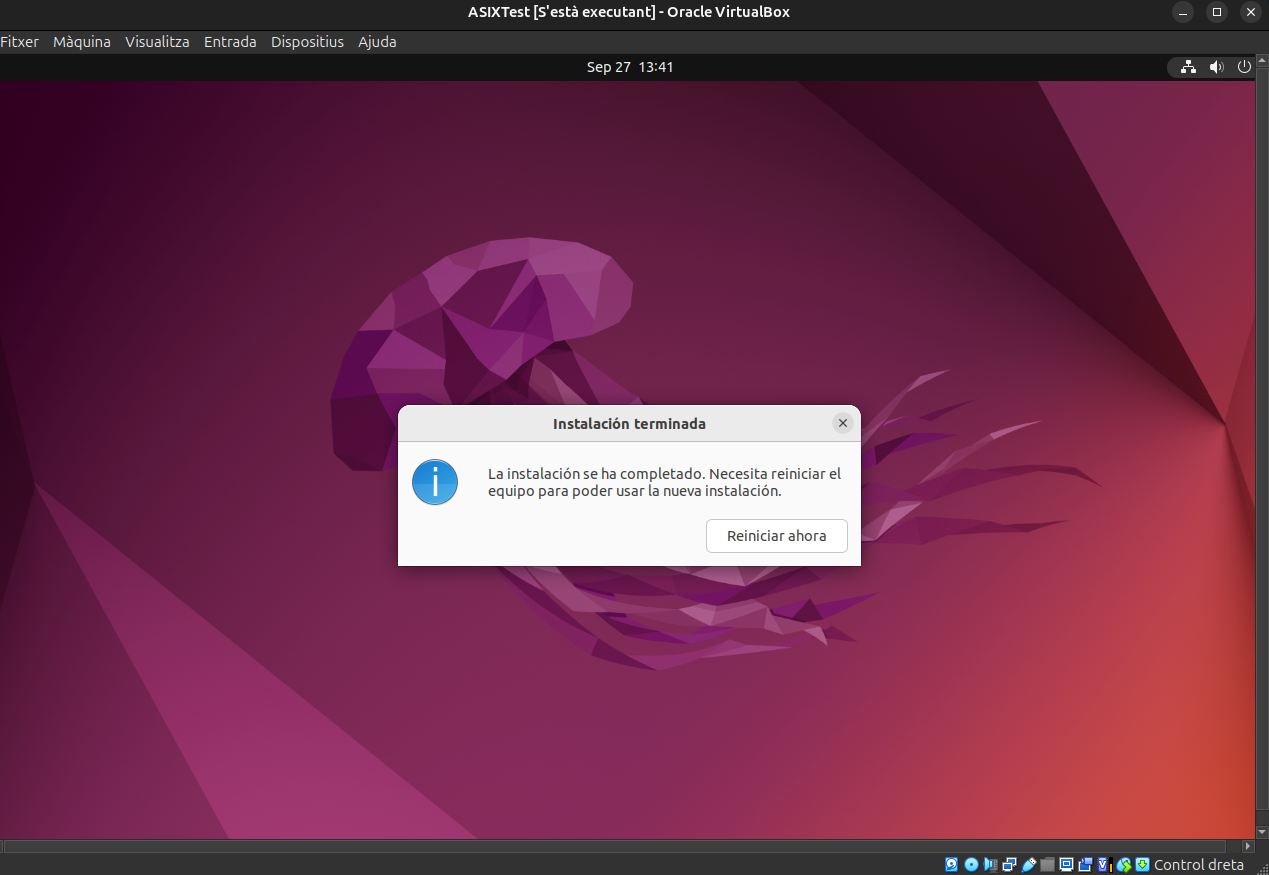 ASIXTest [S'està executant] - Oracle VirtualBox
Fitxer Màquina Visualitza Entrada Dispositius Ajuda
Sep 27 13:41
Instalación terminada
La instalación se ha completado. Necesita reiniciar el
equipo para poder usar la nueva instalación.
Reiniciar ahora
Control dreta